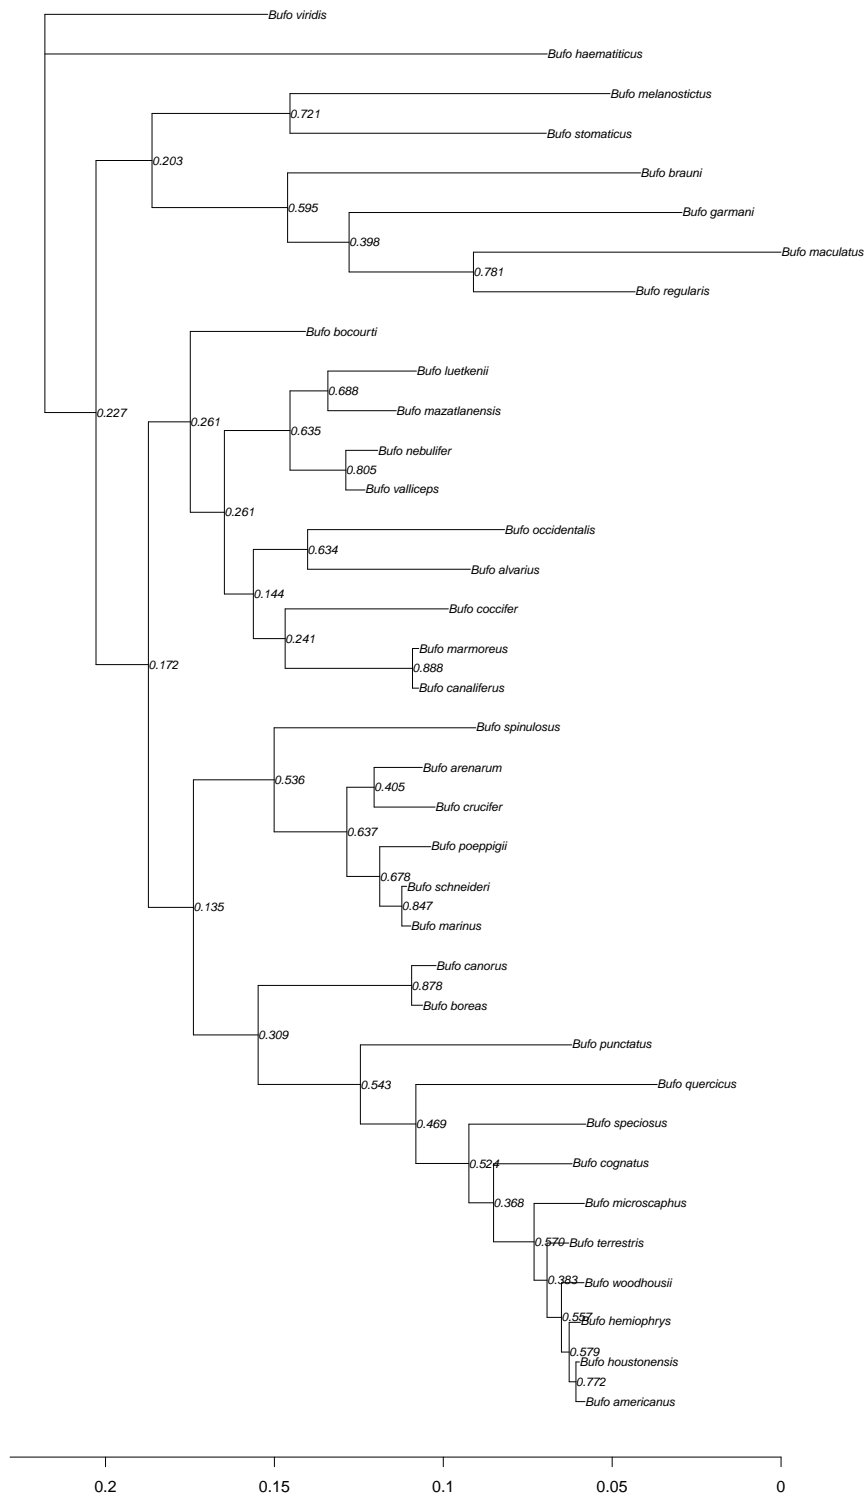 Bufo viridis
Bufo haematiticus
Bufo melanostictus
0.721
Bufo stomaticus
0.203
Bufo brauni
0.595
Bufo garmani
0.398
Bufo maculatus
0.781
Bufo regularis
Bufo bocourti
Bufo luetkenii
0.688
Bufo mazatlanensis
0.227
0.261
0.635
Bufo nebulifer
0.805
Bufo valliceps
0.261
Bufo occidentalis
0.634
Bufo alvarius
0.144
Bufo coccifer
0.241
Bufo marmoreus
0.172
0.888
Bufo canaliferus
Bufo spinulosus
Bufo arenarum
0.536
0.405
Bufo crucifer
0.637
Bufo poeppigii
0.678
Bufo schneideri
0.135
0.847
Bufo marinus
Bufo canorus
0.878
Bufo boreas
0.309
Bufo punctatus
0.543
Bufo quercicus
0.469
Bufo speciosus
0.524
Bufo cognatus
0.368
Bufo microscaphus
0.570
Bufo terrestris
0.383
Bufo woodhousii
0.557
Bufo hemiophrys
0.579
Bufo houstonensis
0.772
Bufo americanus
0.2 0.15 0.1 0.05 0